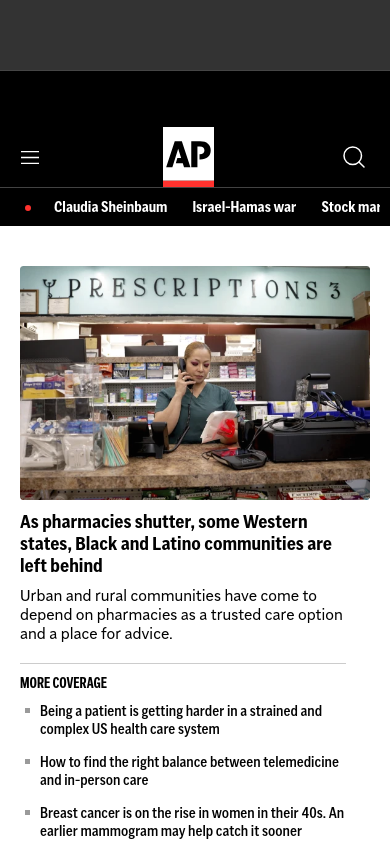 AP
Claudia Sheinbaum Israel-Hamas war Stock mar
PRESCRIPTIONS
As pharmacies shutter, some Western
states, Black and Latino communities are
left behind
Urban and rural communities have come to
depend on pharmacies as a trusted care option
and a place for advice.
MORE COVERAGE
Being a patient is getting harder in a strained and
complex US health care system
How to find the right balance between telemedicine
and in-person care
Breast cancer is on the rise in women in their 40s. An
earlier mammogram may help catch it sooner